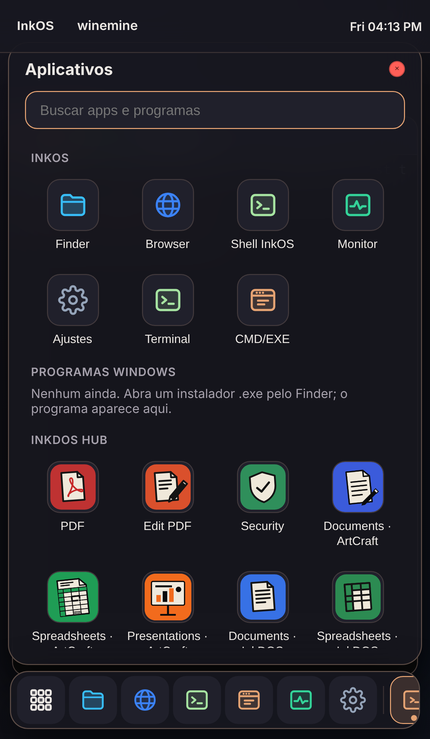 InkOS winemine Fri 04:13 PM
Aplicativos
Buscar apps e programas
INKOS
Finder Browser Shell InkOS Monitor
Ajustes Terminal CMD/EXE
PROGRAMAS WINDOWS
Nenhum ainda. Abra um instalador .exe pelo Finder; o
programa aparece aqui.
INKDOS HUB
PDF Edit PDF Security Documents ·
ArtCraft
Spreadsheets · Presentations · Documents · Spreadsheets ·